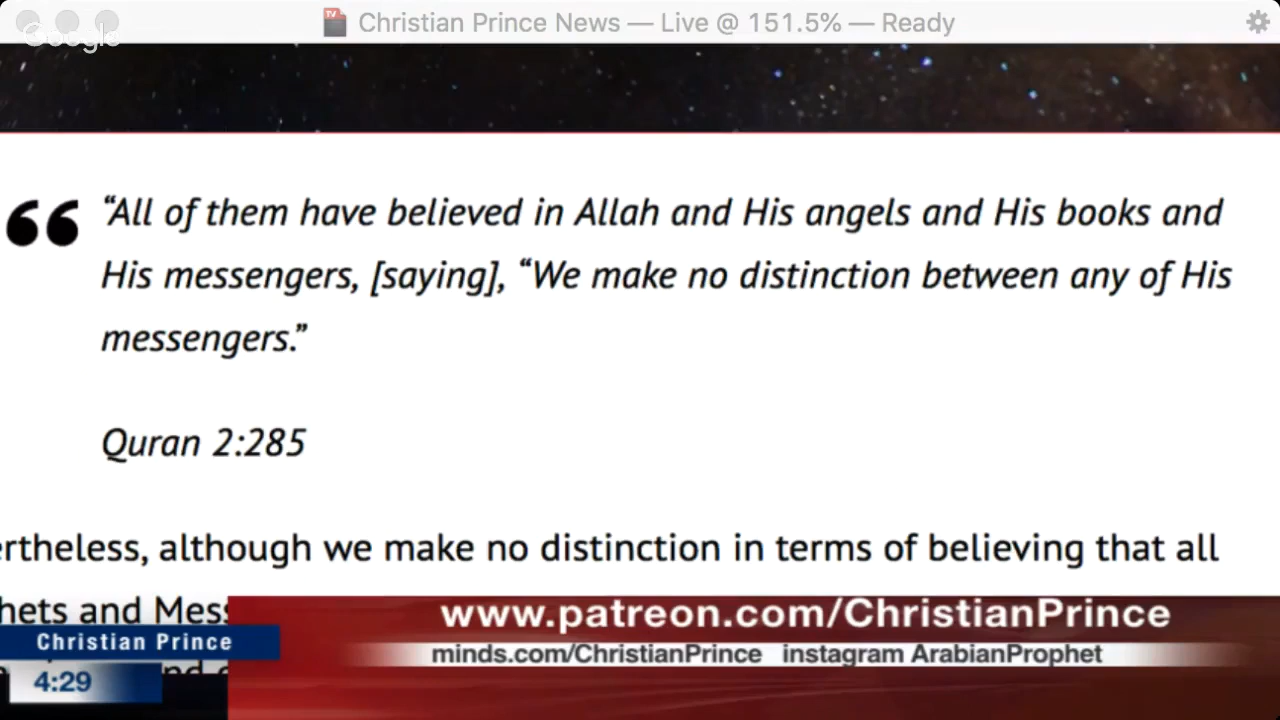 Google
TV
Christian Prince News — Live @ 151.5% — Ready
“All of them have believed in Allah and His angels and His books and
His messengers, [saying], “We make no distinction between any of His
messengers.”
Quran 2:285
ertheless, although we make no distinction in terms of believing that all
hets and Mess
www.patreon.com/ChristianPrince
Christian Prince
minds.com/ChristianPrince instagram ArabianProphet
4:29